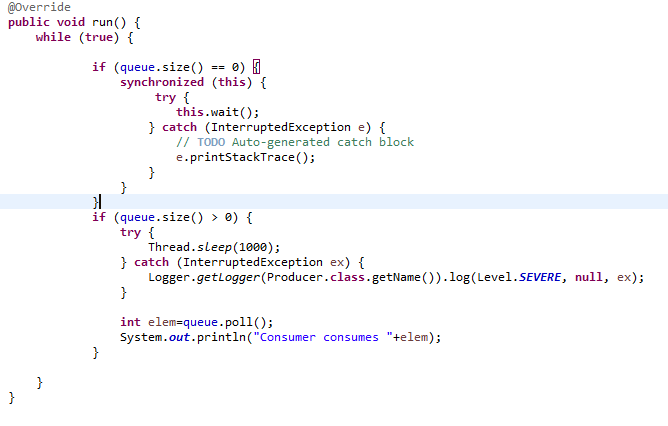 @Override
public void run() {
    while (true) {

            if (queue.size() == 0) {
                synchronized (this) {
                     try {
                        this.wait();
                    } catch (InterruptedException e) {
                        // TODO Auto-generated catch block
                        e.printStackTrace();
                    }
                }
            }
            if (queue.size() > 0) {
                try {
                    Thread.sleep(1000);
                } catch (InterruptedException ex) {
                    Logger.getLogger(Producer.class.getName()).log(Level.SEVERE, null, ex);
                }

                int elem=queue.poll();
                System.out.println("Consumer consumes "+elem);
            }

    }
}